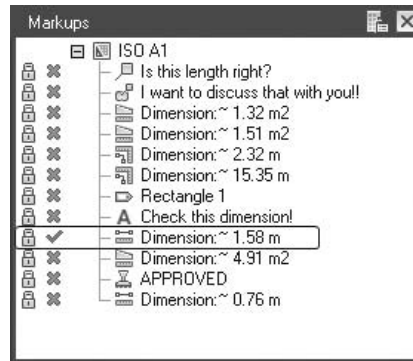 Markups
ISO A1
Is this length right?
I want to discuss that with you!!
Dimension:~ 1.32 m2
Dimension:~ 1.51 m2
Dimension:~ 2.32 m
Dimension:~ 15.35 m
Rectangle 1
A Check this dimension!
Dimension:~ 1.58 m
Dimension:~ 4.91 m2
APPROVED
Dimension:~ 0.76 m